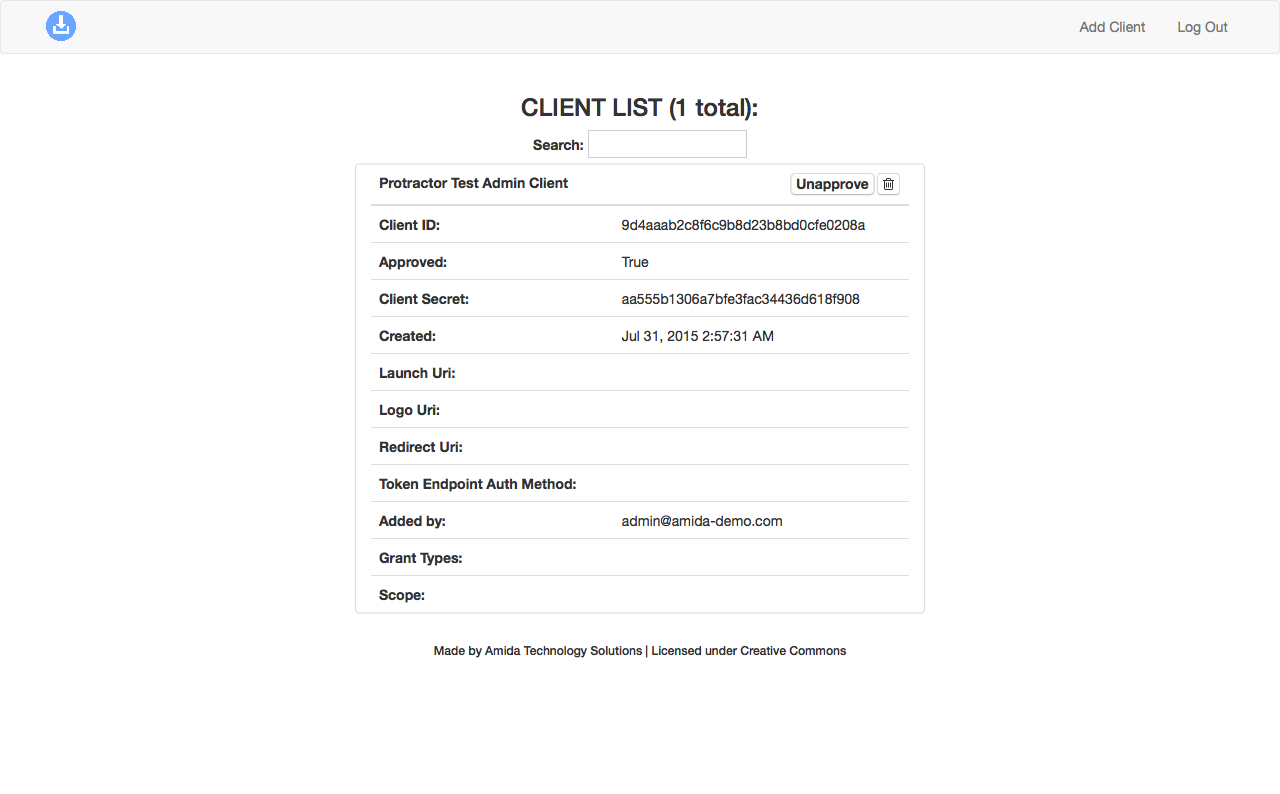 Add Client Log Out
CLIENT LIST (1 total):
Search:
Protractor Test Admin Client Unapprove
Client ID: 9d4aaab2c8f6c9b8d23b8bd0cfe0208a
Approved: True
Client Secret: aa555b1306a7bfe3fac34436d618f908
Created: Jul 31, 2015 2:57:31 AM
Launch Uri:
Logo Uri:
Redirect Uri:
Token Endpoint Auth Method:
Added by: admin@amida-demo.com
Grant Types:
Scope:
Made by Amida Technology Solutions | Licensed under Creative Commons